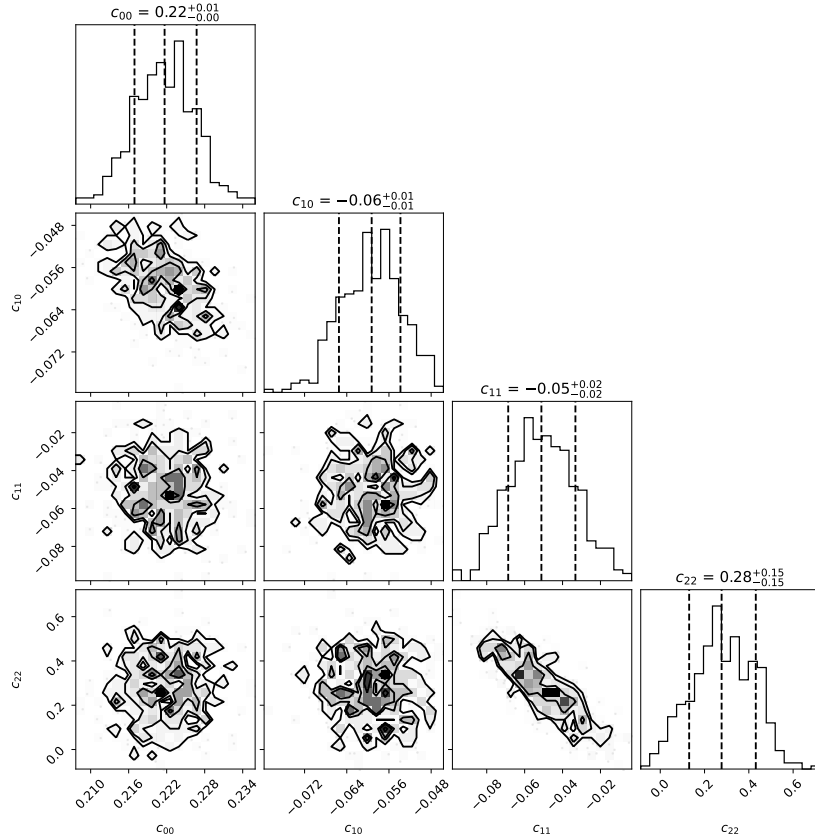 c₀₀ = 0.22⁺⁰·⁰¹₋₀.₀₀
c₁₀ = −0.06⁺⁰·⁰¹₋₀.₀₁
c₁₁ = −0.05⁺⁰·⁰²₋₀.₀₂
c₂₂ = 0.28⁺⁰·¹⁵₋₀.₁₅
−0.048
−0.056
−0.064
−0.072
c₁₀
−0.02
−0.04
−0.06
−0.08
c₁₁
0.6
0.4
0.2
0.0
c₂₂
0.210 0.216 0.222 0.228 0.234
−0.072 −0.064 −0.056 −0.048
−0.08 −0.06 −0.04 −0.02
0.0 0.2 0.4 0.6
c₀₀ c₁₀ c₁₁ c₂₂